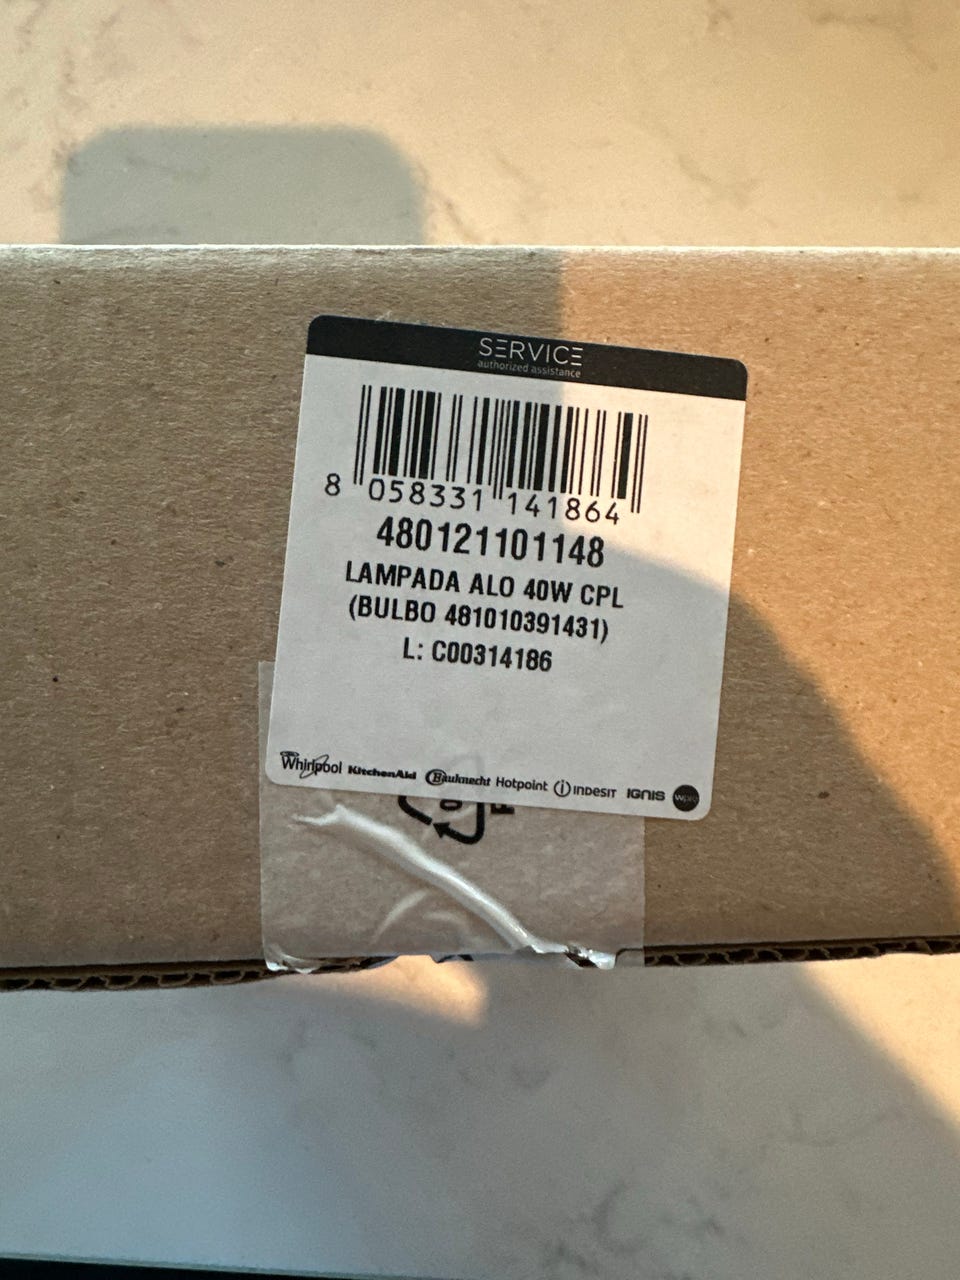 SERVICE
authorized assistance
8 058331 141864
480121101148
LAMPADA ALO 40W CPL
(BULBO 481010391431)
L: C00314186
Whirlpool KitchenAid Bauknecht Hotpoint INDESIT IGNIS wpro